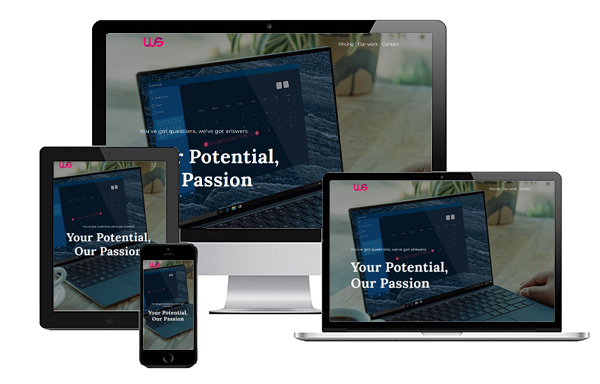 WS
Pricing Our work Contact
You've got questions, we've got answers
r Potential,
Passion
WS
You've got questions, we've got answers
Your Potential,
Our Passion
WS
Pricing Our work Contact
You've got questions, we've got answers
Your Potential,
Our Passion
Your Potential,
Our Passion